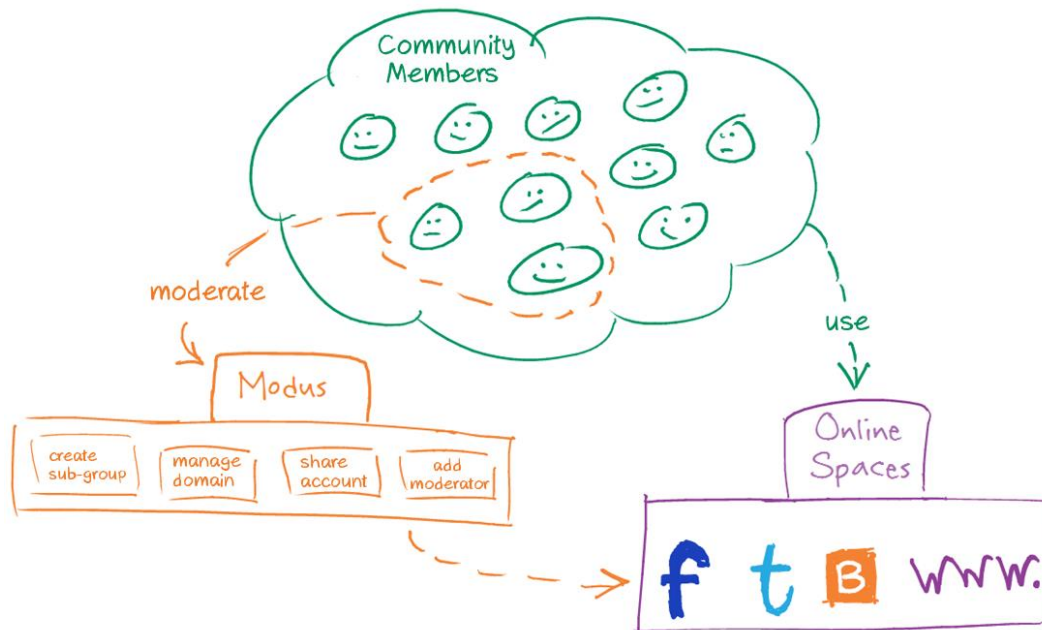 Community
Members
moderate
use
Modus
create
sub-group
manage
domain
share
account
add
moderator
Online
Spaces
f
t
B
www.